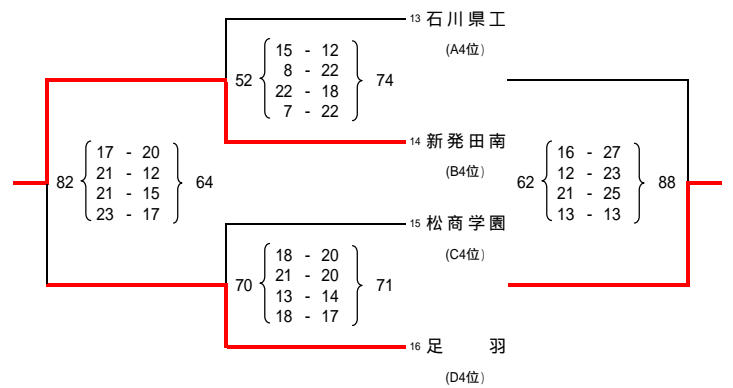 13 石川県工
(A4位)
52 15 - 12 74
8 - 22
22 - 18
7 - 22
14 新発田南
(B4位)
82 17 - 20 64
21 - 12
21 - 15
23 - 17
62 16 - 27 88
12 - 23
21 - 25
13 - 13
15 松商学園
(C4位)
70 18 - 20 71
21 - 20
13 - 14
18 - 17
16 足 羽
(D4位)